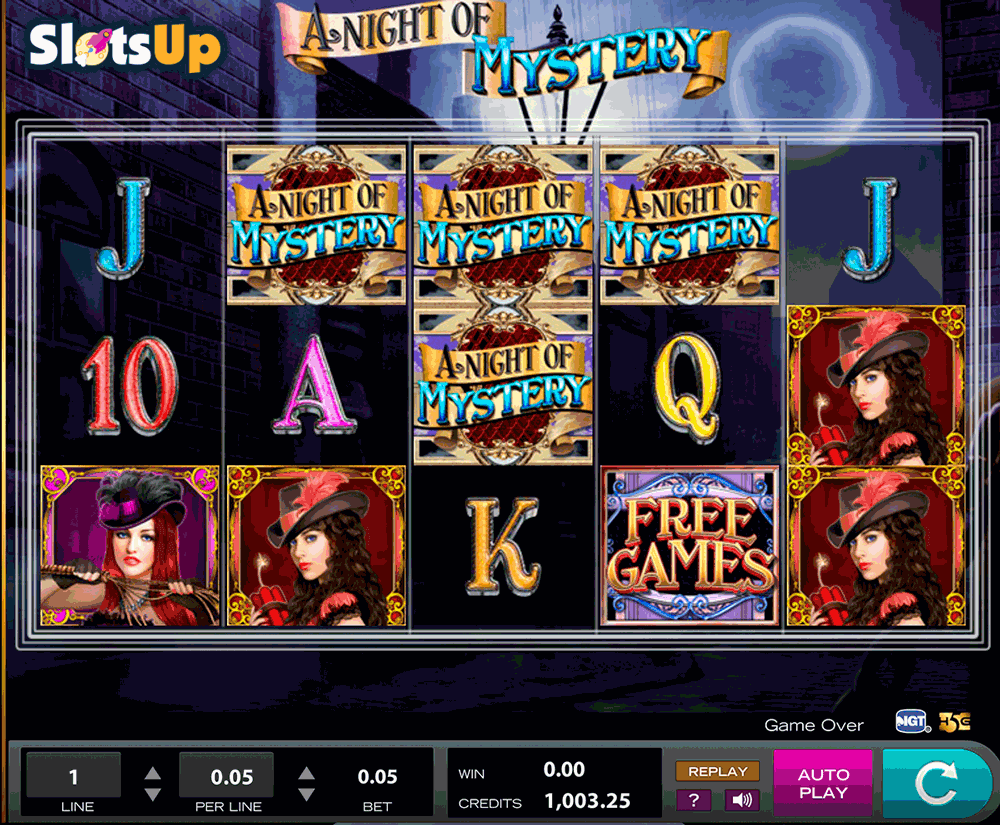 SlotsUp
A NIGHT OF
MYSTERY
J
A NIGHT OF
MYSTERY
A NIGHT OF
MYSTERY
A NIGHT OF
MYSTERY
J
10
A
A NIGHT OF
MYSTERY
Q
K
FREE
GAMES
Game Over
IGT
H5G
1
LINE
0.05
PER LINE
0.05
BET
WIN 0.00
CREDITS 1,003.25
REPLAY
?
AUTO
PLAY